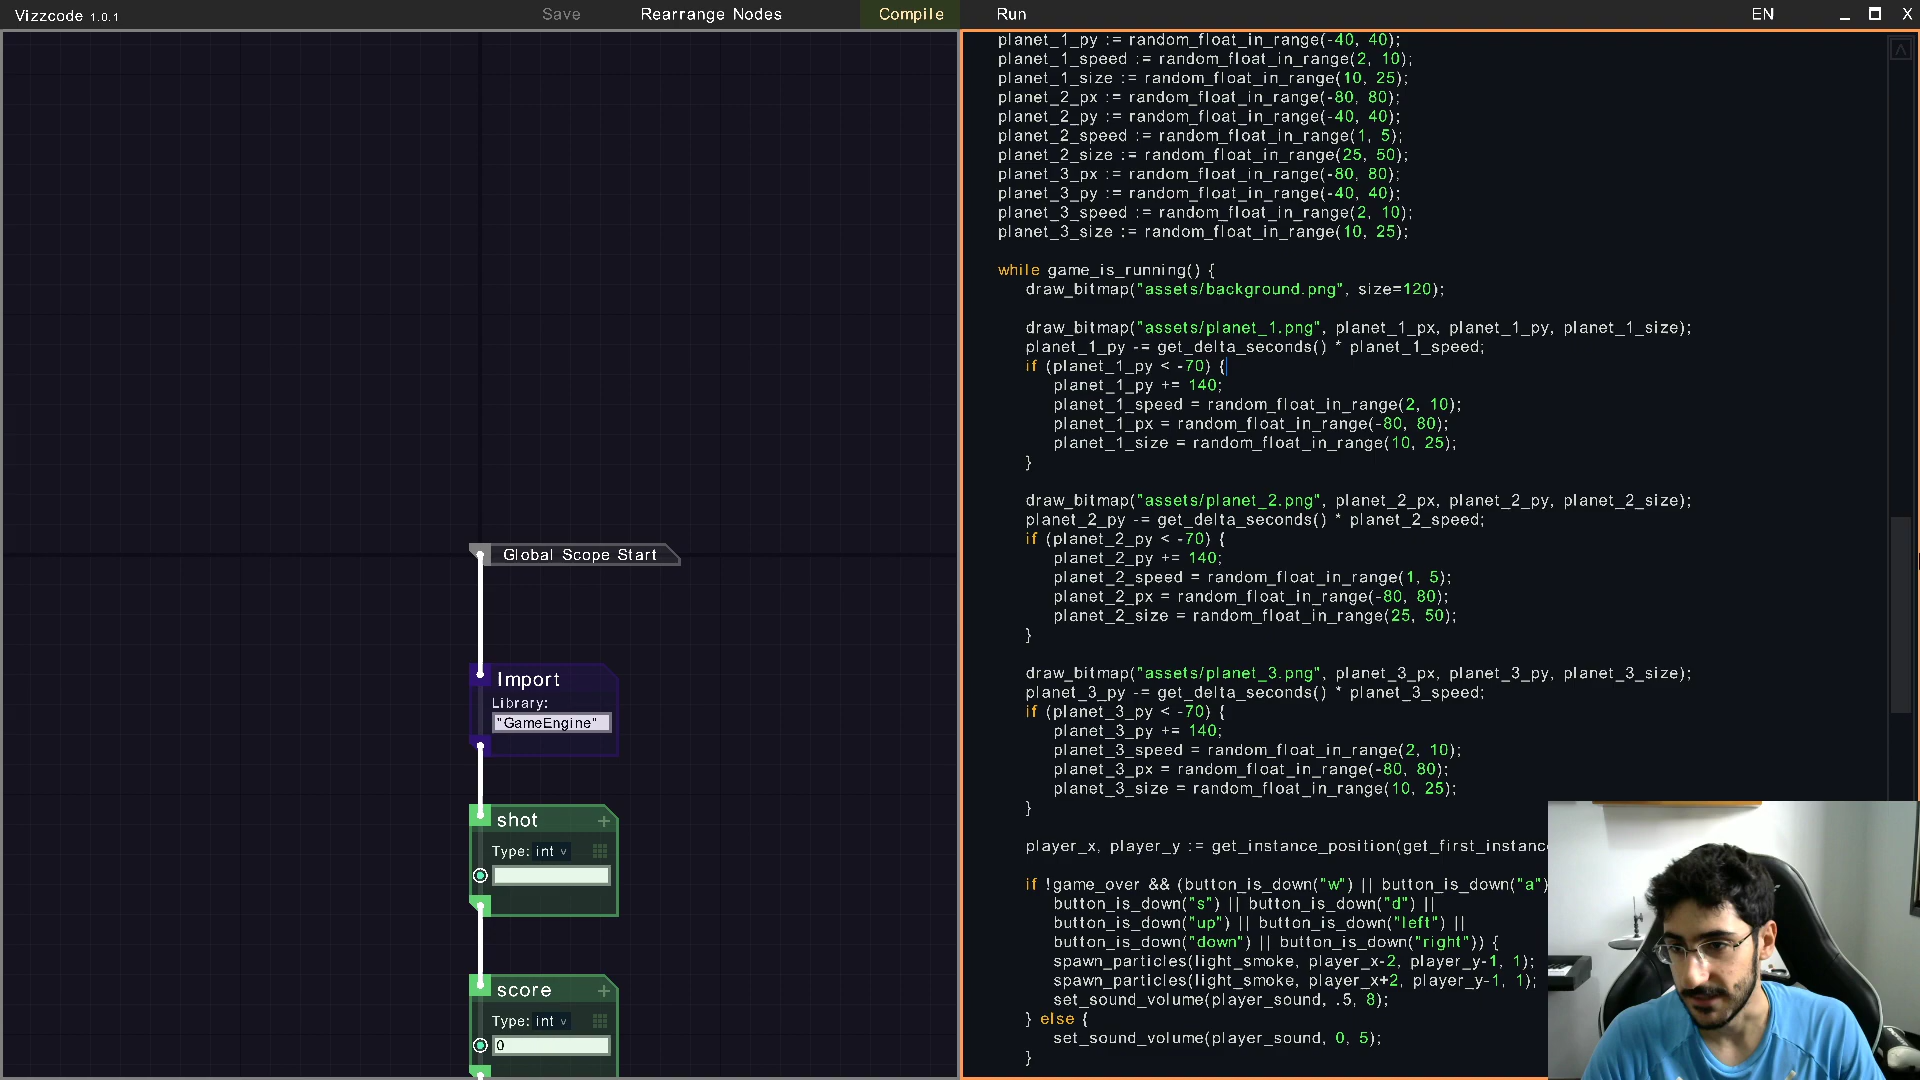 Vizzcode 1.0.1
Save
Rearrange Nodes
Compile
Run
EN
X
Global Scope Start
Import
Library:
"GameEngine"
shot
Type: int
score
Type: int
0
planet_1_py := random_float_in_range(-40, 40);
planet_1_speed := random_float_in_range(2, 10);
planet_1_size := random_float_in_range(10, 25);
planet_2_px := random_float_in_range(-80, 80);
planet_2_py := random_float_in_range(-40, 40);
planet_2_speed := random_float_in_range(1, 5);
planet_2_size := random_float_in_range(25, 50);
planet_3_px := random_float_in_range(-80, 80);
planet_3_py := random_float_in_range(-40, 40);
planet_3_speed := random_float_in_range(2, 10);
planet_3_size := random_float_in_range(10, 25);
while game_is_running() {
draw_bitmap("assets/background.png", size=120);
draw_bitmap("assets/planet_1.png", planet_1_px, planet_1_py, planet_1_size);
planet_1_py -= get_delta_seconds() * planet_1_speed;
if (planet_1_py < -70) {
planet_1_py += 140;
planet_1_speed = random_float_in_range(2, 10);
planet_1_px = random_float_in_range(-80, 80);
planet_1_size = random_float_in_range(10, 25);
}
draw_bitmap("assets/planet_2.png", planet_2_px, planet_2_py, planet_2_size);
planet_2_py -= get_delta_seconds() * planet_2_speed;
if (planet_2_py < -70) {
planet_2_py += 140;
planet_2_speed = random_float_in_range(1, 5);
planet_2_px = random_float_in_range(-80, 80);
planet_2_size = random_float_in_range(25, 50);
}
draw_bitmap("assets/planet_3.png", planet_3_px, planet_3_py, planet_3_size);
planet_3_py -= get_delta_seconds() * planet_3_speed;
if (planet_3_py < -70) {
planet_3_py += 140;
planet_3_speed = random_float_in_range(2, 10);
planet_3_px = random_float_in_range(-80, 80);
planet_3_size = random_float_in_range(10, 25);
}
player_x, player_y := get_instance_position(get_first_instance
if !game_over && (button_is_down("w") || button_is_down("a")
button_is_down("s") || button_is_down("d") ||
button_is_down("up") || button_is_down("left") ||
button_is_down("down") || button_is_down("right")) {
spawn_particles(light_smoke, player_x-2, player_y-1, 1);
spawn_particles(light_smoke, player_x+2, player_y-1, 1);
set_sound_volume(player_sound, .5, 8);
} else {
set_sound_volume(player_sound, 0, 5);
}